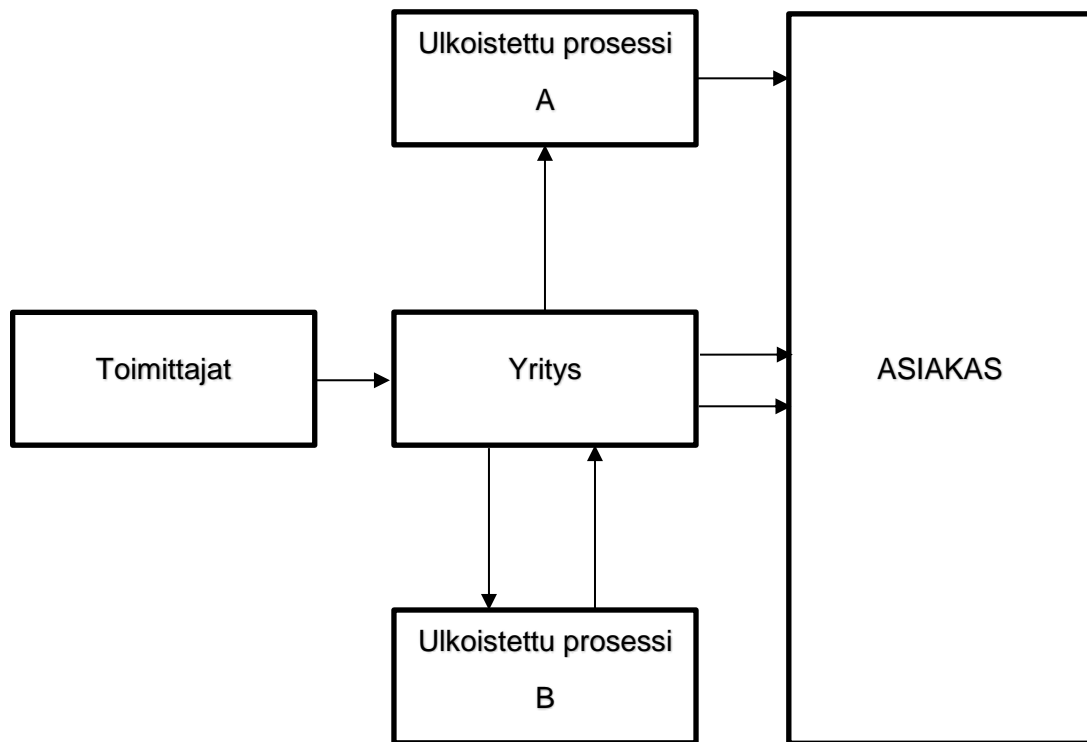 Ulkoistettu prosessi
A
Toimittajat
Yritys
ASIAKAS
Ulkoistettu prosessi
B